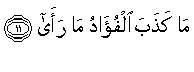 مَا كَذَبَ ٱلْفُؤَادُ مَا رَأَىٰٓ ١١